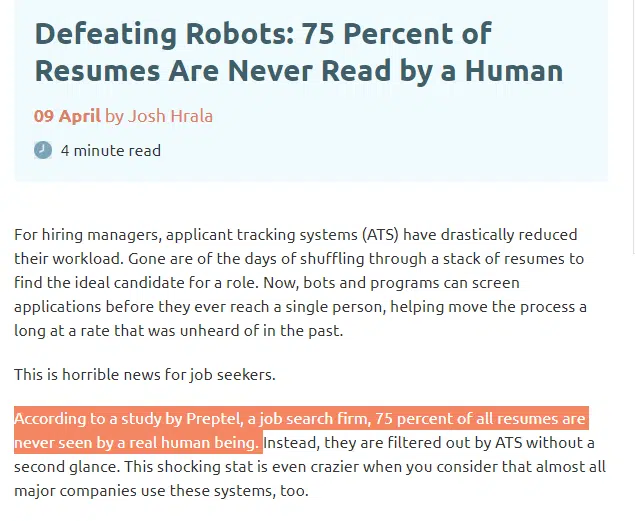 Defeating Robots: 75 Percent of
Resumes Are Never Read by a Human
09 April by Josh Hrala
4 minute read
For hiring managers, applicant tracking systems (ATS) have drastically reduced
their workload. Gone are of the days of shuffling through a stack of resumes to
find the ideal candidate for a role. Now, bots and programs can screen
applications before they ever reach a single person, helping move the process a
long at a rate that was unheard of in the past.
This is horrible news for job seekers.
According to a study by Preptel, a job search firm, 75 percent of all resumes are
never seen by a real human being. Instead, they are filtered out by ATS without a
second glance. This shocking stat is even crazier when you consider that almost all
major companies use these systems, too.